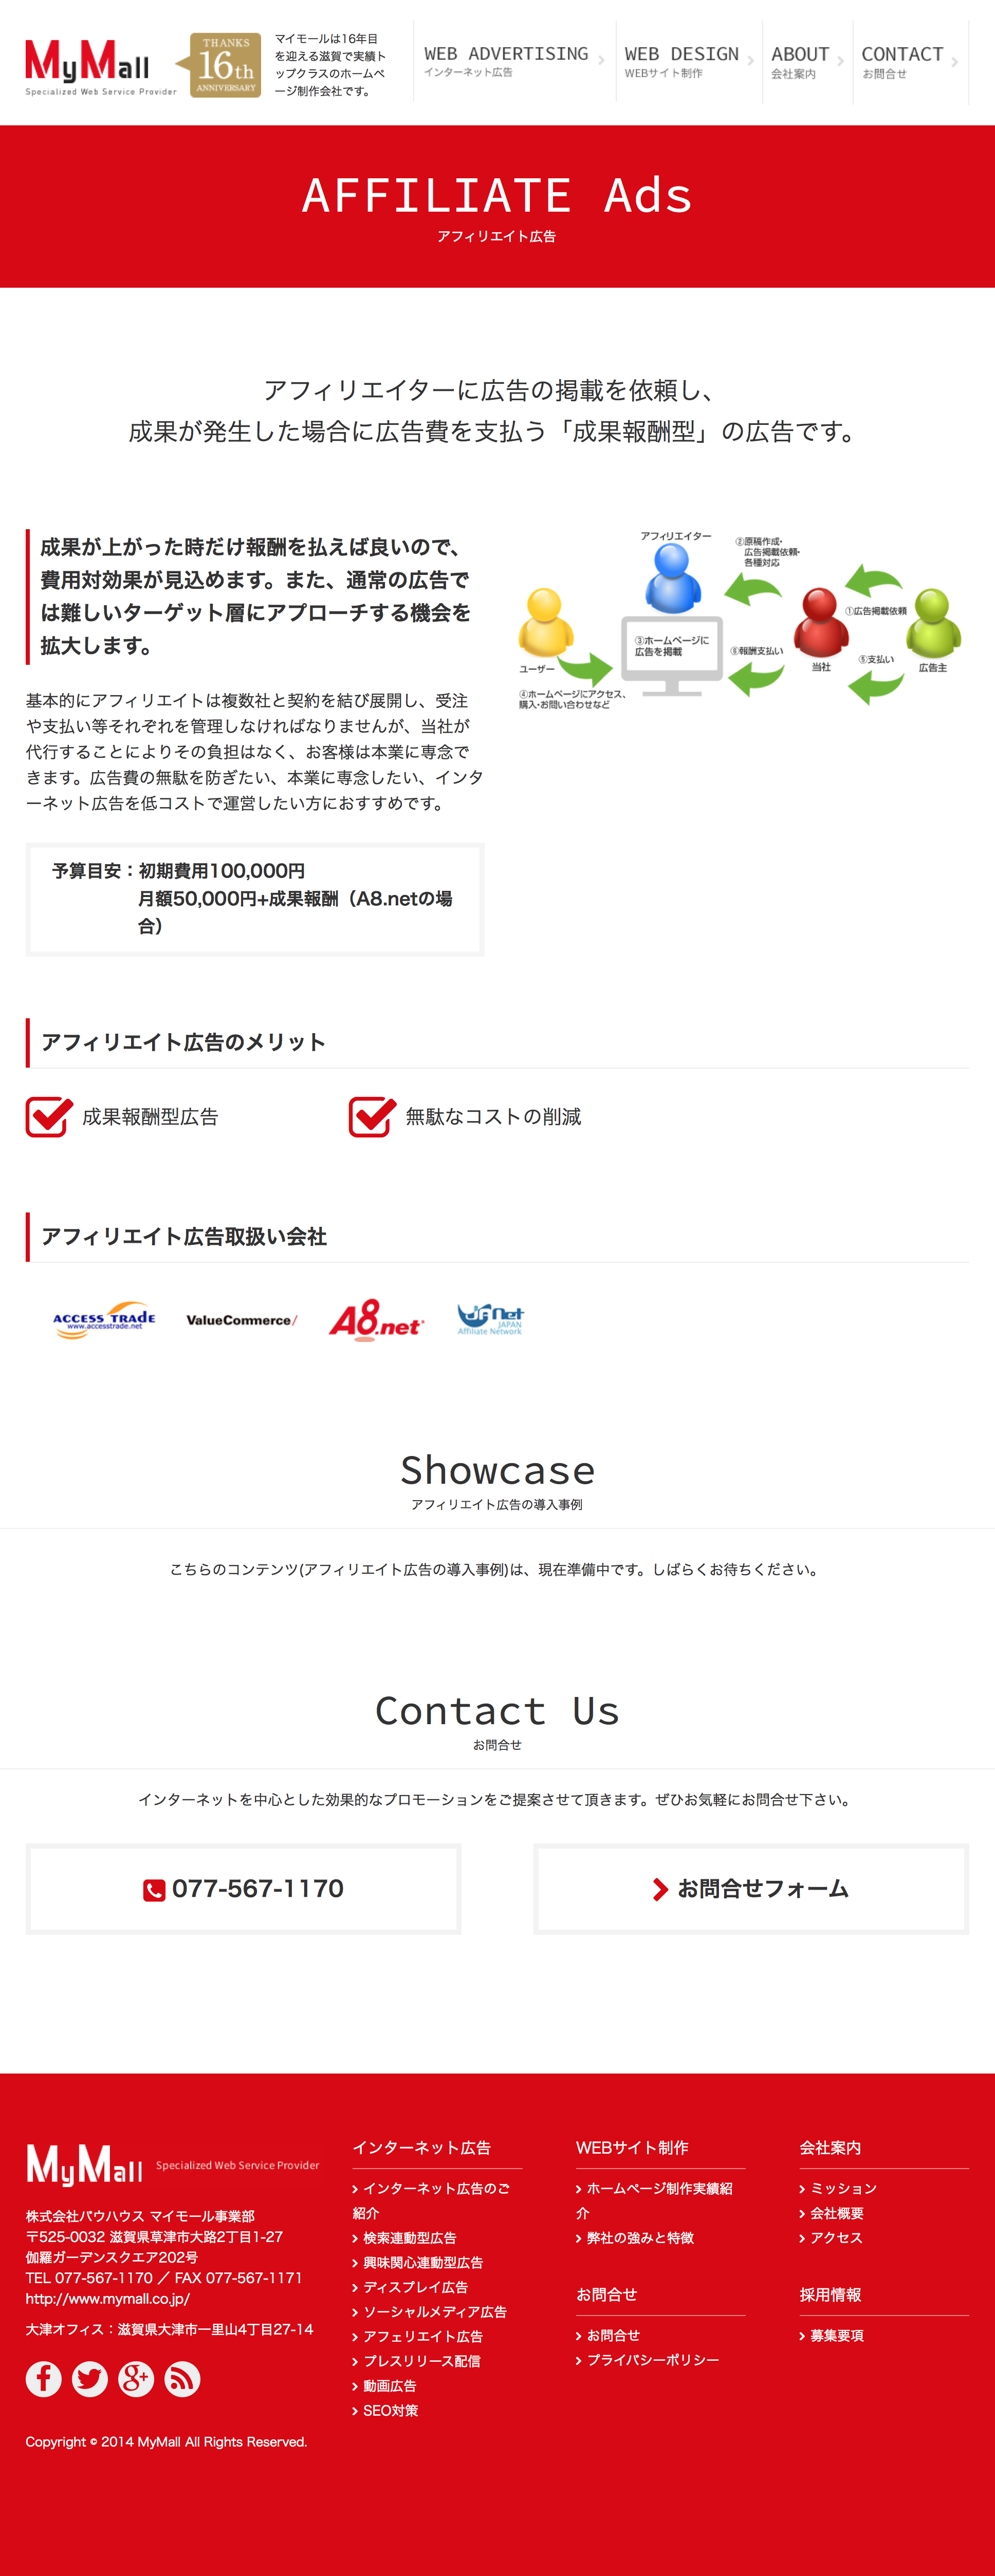 MyMall
Specialized Web Service Provider
THANKS
16th
ANNIVERSARY
マイモールは16年目
を迎える滋賀で実績ト
ップクラスのホームペ
ージ制作会社です。
WEB ADVERTISING
インターネット広告
WEB DESIGN
WEBサイト制作
ABOUT
会社案内
CONTACT
お問合せ
AFFILIATE Ads
アフィリエイト広告
アフィリエイターに広告の掲載を依頼し、
成果が発生した場合に広告費を支払う「成果報酬型」の広告です。
成果が上がった時だけ報酬を払えば良いので、
費用対効果が見込めます。また、通常の広告で
は難しいターゲット層にアプローチする機会を
拡大します。
基本的にアフィリエイトは複数社と契約を結び展開し、受注
や支払い等それぞれを管理しなければなりませんが、当社が
代行することによりその負担はなく、お客様は本業に専念で
きます。広告費の無駄を防ぎたい、本業に専念したい、インタ
ーネット広告を低コストで運営したい方におすすめです。
予算目安：初期費用100,000円
月額50,000円+成果報酬（A8.netの場
合）
アフィリエイター
②原稿作成・
広告掲載依頼・
各種対応
①広告掲載依頼
③ホームページに
広告を掲載
⑥報酬支払い
⑤支払い
当社
広告主
ユーザー
④ホームページにアクセス、
購入・お問い合わせなど
アフィリエイト広告のメリット
成果報酬型広告
無駄なコストの削減
アフィリエイト広告取扱い会社
ACCESS TRADE
www.accesstrade.net
ValueCommerce/
A8.net
JANet
JAPAN
Affiliate Network
Showcase
アフィリエイト広告の導入事例
こちらのコンテンツ(アフィリエイト広告の導入事例)は、現在準備中です。しばらくお待ちください。
Contact Us
お問合せ
インターネットを中心とした効果的なプロモーションをご提案させて頂きます。ぜひお気軽にお問合せ下さい。
077-567-1170
お問合せフォーム
MyMall
Specialized Web Service Provider
株式会社バウハウス マイモール事業部
〒525-0032 滋賀県草津市大路2丁目1-27
伽羅ガーデンスクエア202号
TEL 077-567-1170 ／ FAX 077-567-1171
http://www.mymall.co.jp/
大津オフィス：滋賀県大津市一里山4丁目27-14
Copyright © 2014 MyMall All Rights Reserved.
インターネット広告
インターネット広告のご
紹介
検索連動型広告
興味関心連動型広告
ディスプレイ広告
ソーシャルメディア広告
アフェリエイト広告
プレスリリース配信
動画広告
SEO対策
WEBサイト制作
ホームページ制作実績紹
介
弊社の強みと特徴
お問合せ
お問合せ
プライバシーポリシー
会社案内
ミッション
会社概要
アクセス
採用情報
募集要項